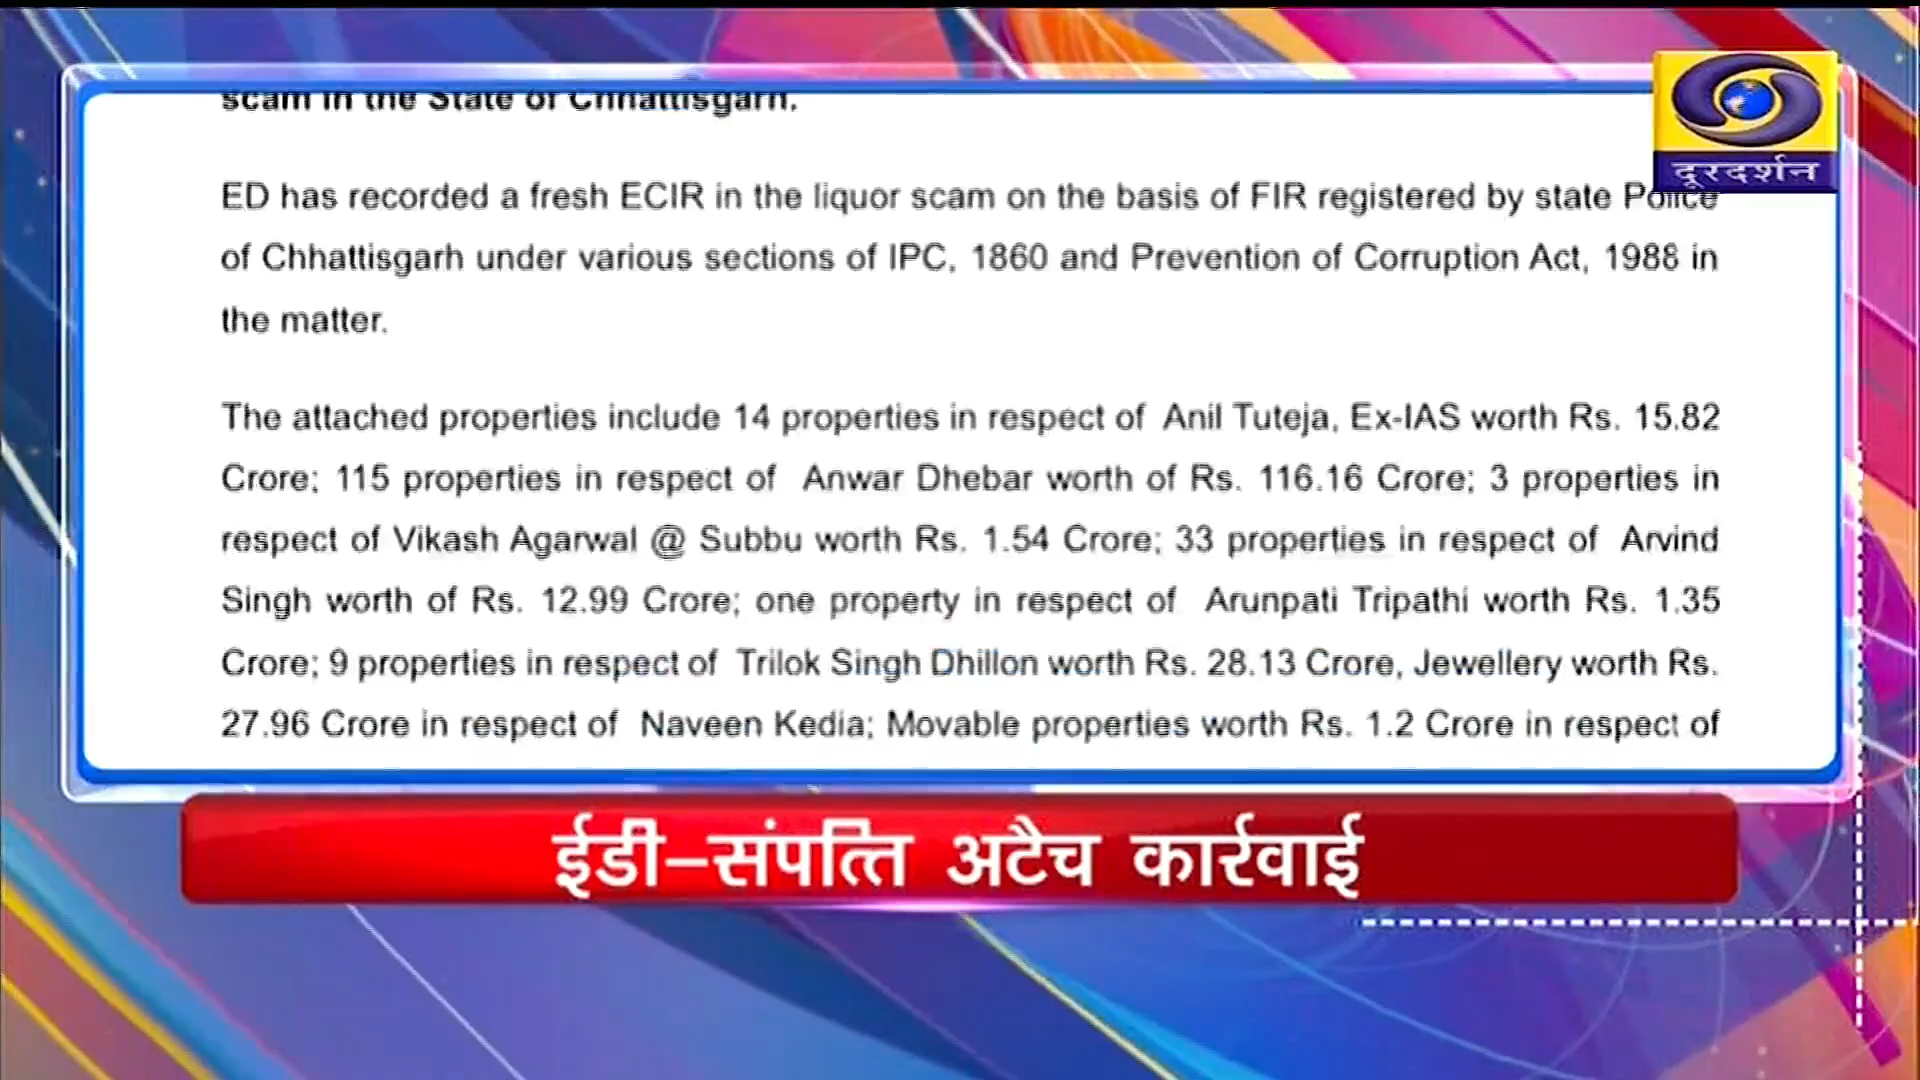 scam in the State of Chhattisgarh.
दूरदर्शन
ED has recorded a fresh ECIR in the liquor scam on the basis of FIR registered by state Police
of Chhattisgarh under various sections of IPC, 1860 and Prevention of Corruption Act, 1988 in
the matter.
The attached properties include 14 properties in respect of Anil Tuteja, Ex-IAS worth Rs. 15.82
Crore; 115 properties in respect of Anwar Dhebar worth of Rs. 116.16 Crore; 3 properties in
respect of Vikash Agarwal @ Subbu worth Rs. 1.54 Crore; 33 properties in respect of Arvind
Singh worth of Rs. 12.99 Crore; one property in respect of Arunpati Tripathi worth Rs. 1.35
Crore; 9 properties in respect of Trilok Singh Dhillon worth Rs. 28.13 Crore, Jewellery worth Rs.
27.96 Crore in respect of Naveen Kedia; Movable properties worth Rs. 1.2 Crore in respect of
ईडी–संपत्ति अटैच कार्रवाई